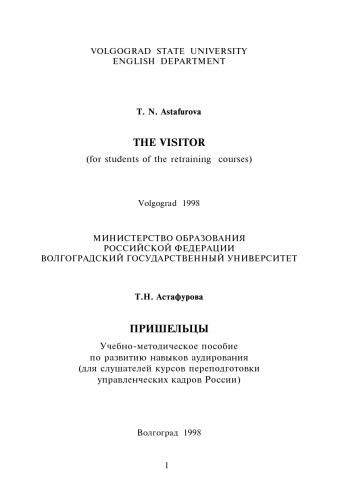 VOLGOGRAD STATE UNIVERSITY
ENGLISH DEPARTMENT
T. N. Astafurova
THE VISITOR
(for students of the retraining courses)
Volgograd 1998
МИНИСТЕРСТВО ОБРАЗОВАНИЯ
РОССИЙСКОЙ ФЕДЕРАЦИИ
ВОЛГОГРАДСКИЙ ГОСУДАРСТВЕННЫЙ УНИВЕРСИТЕТ
Т.Н. Астафурова
ПРИШЕЛЬЦЫ
Учебно-методическое пособие
по развитию навыков аудирования
(для слушателей курсов переподготовки
управленческих кадров России)
Волгоград 1998
1